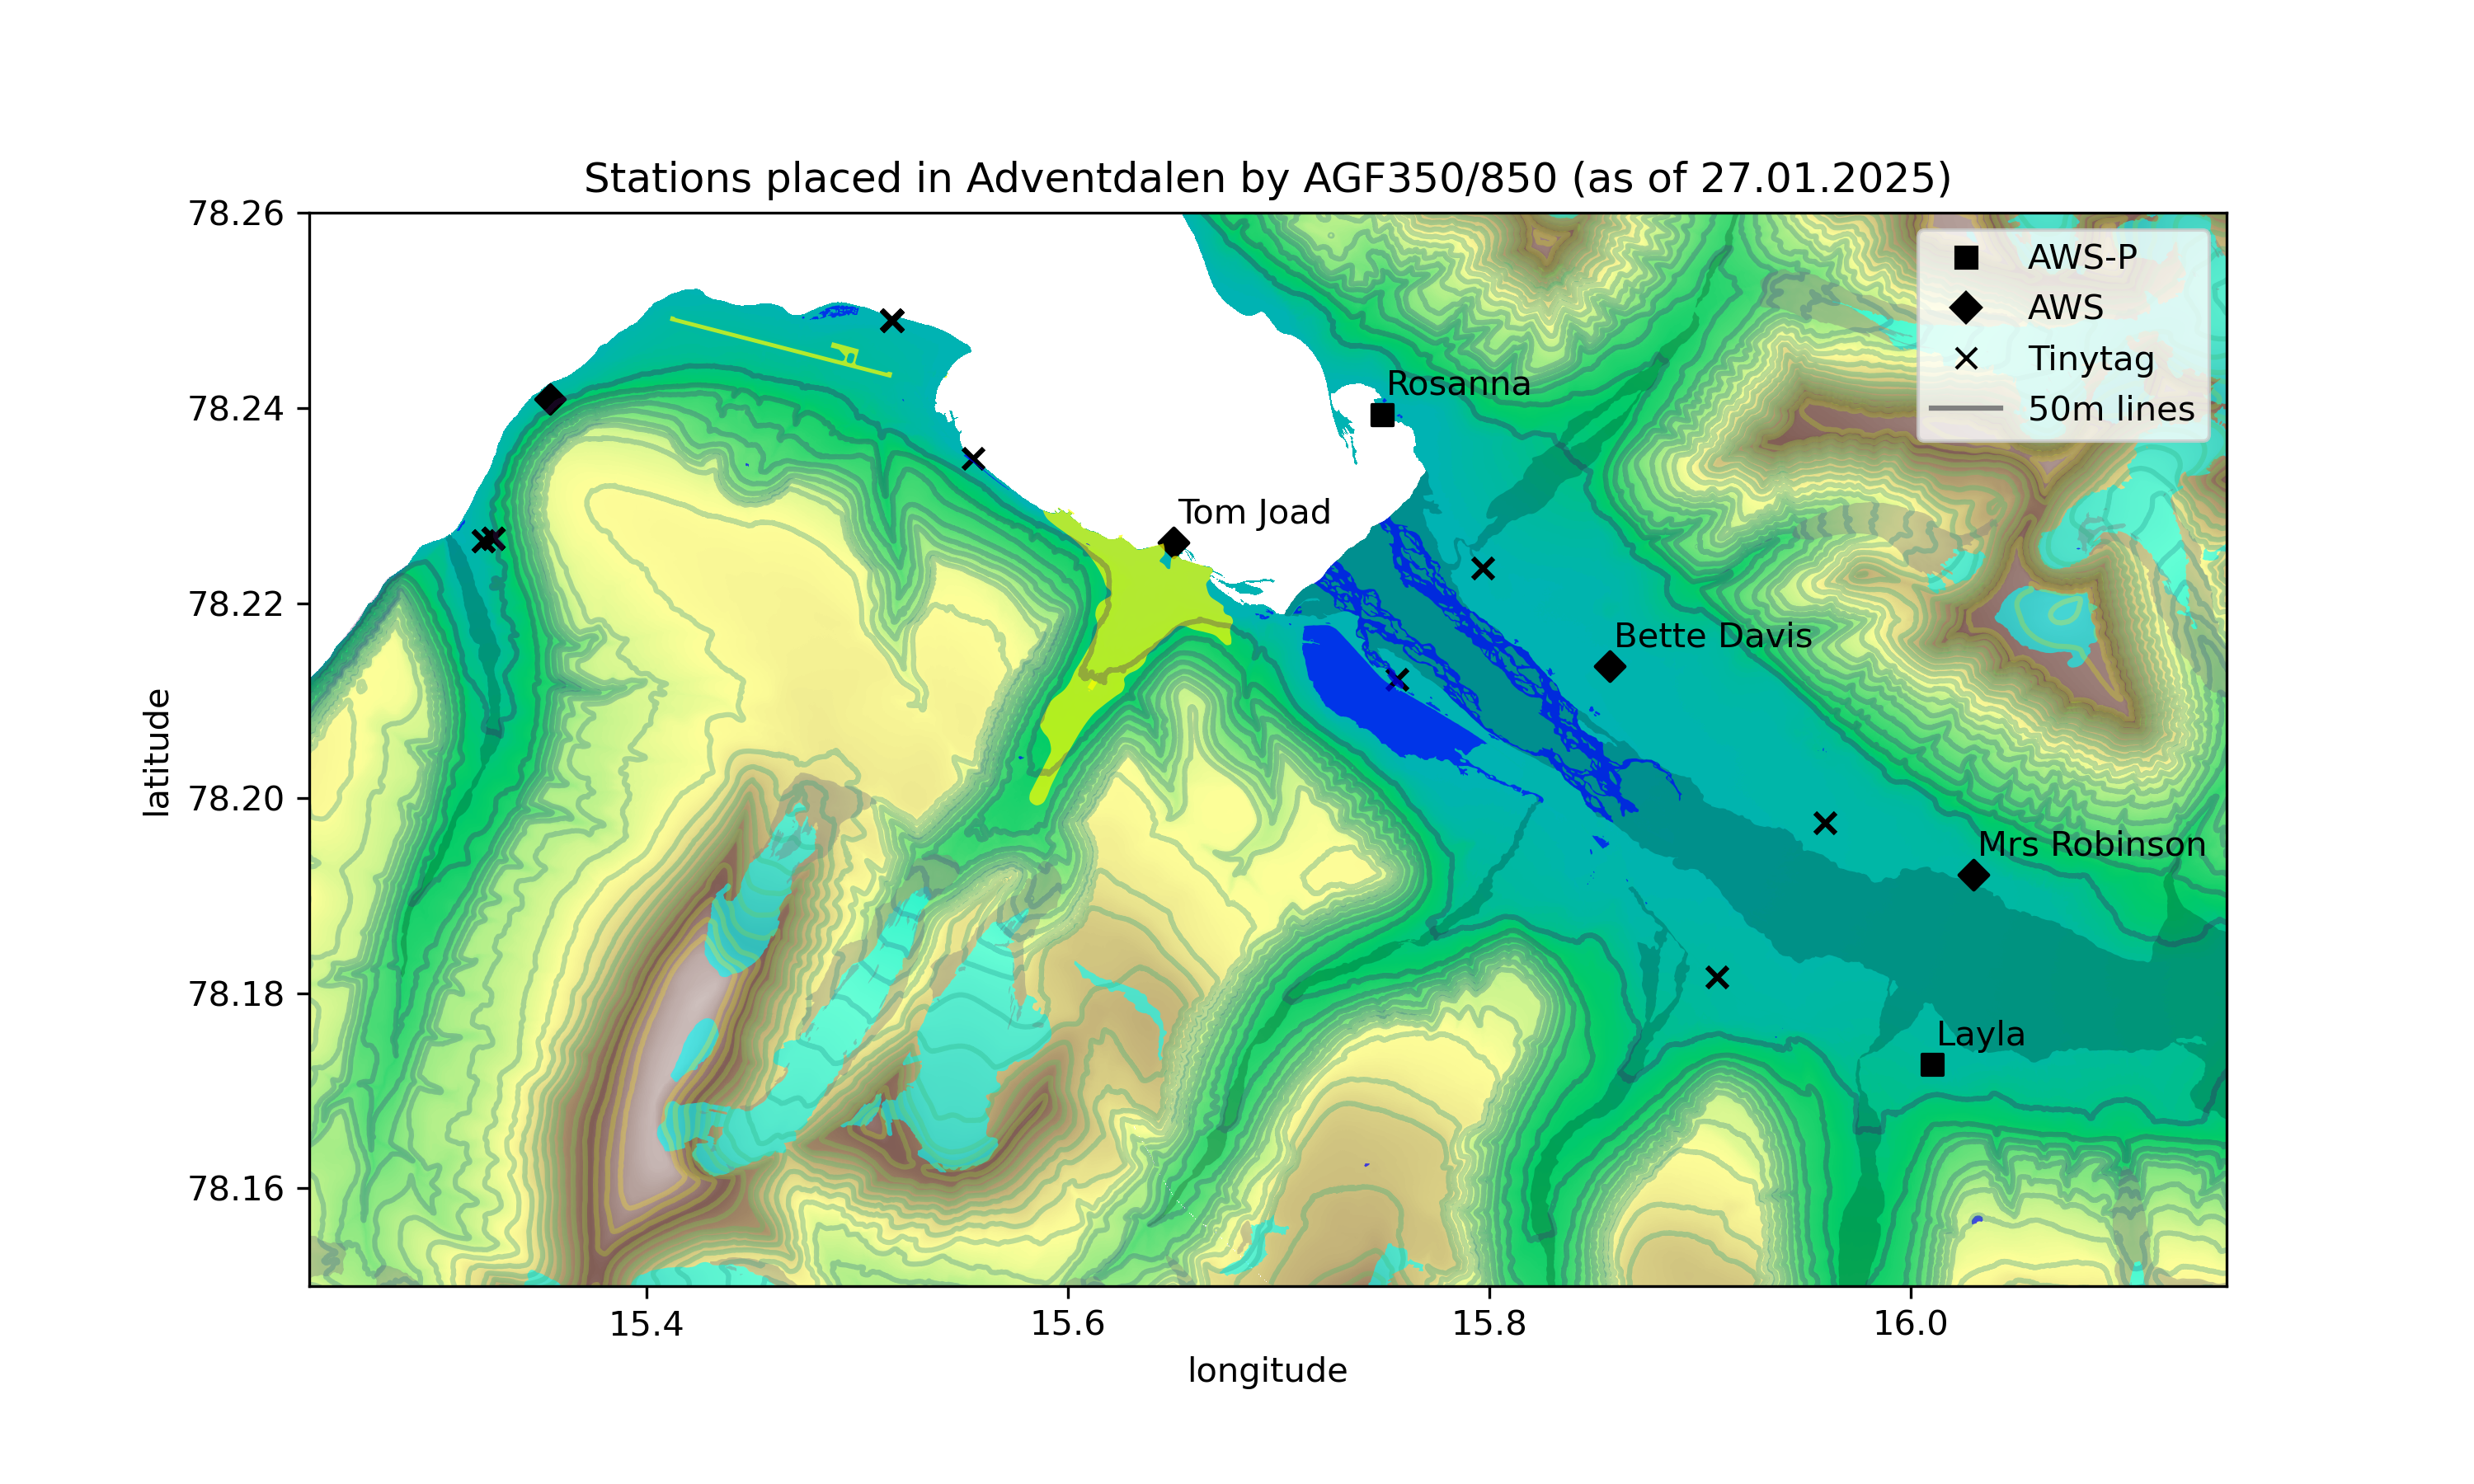 Stations placed in Adventdalen by AGF350/850 (as of 27.01.2025)
78.26
78.24
78.22
78.20
78.18
78.16
latitude
AWS-P
AWS
Tinytag
50m lines
Rosanna
Tom Joad
Bette Davis
Mrs Robinson
Layla
15.4
15.6
15.8
16.0
longitude